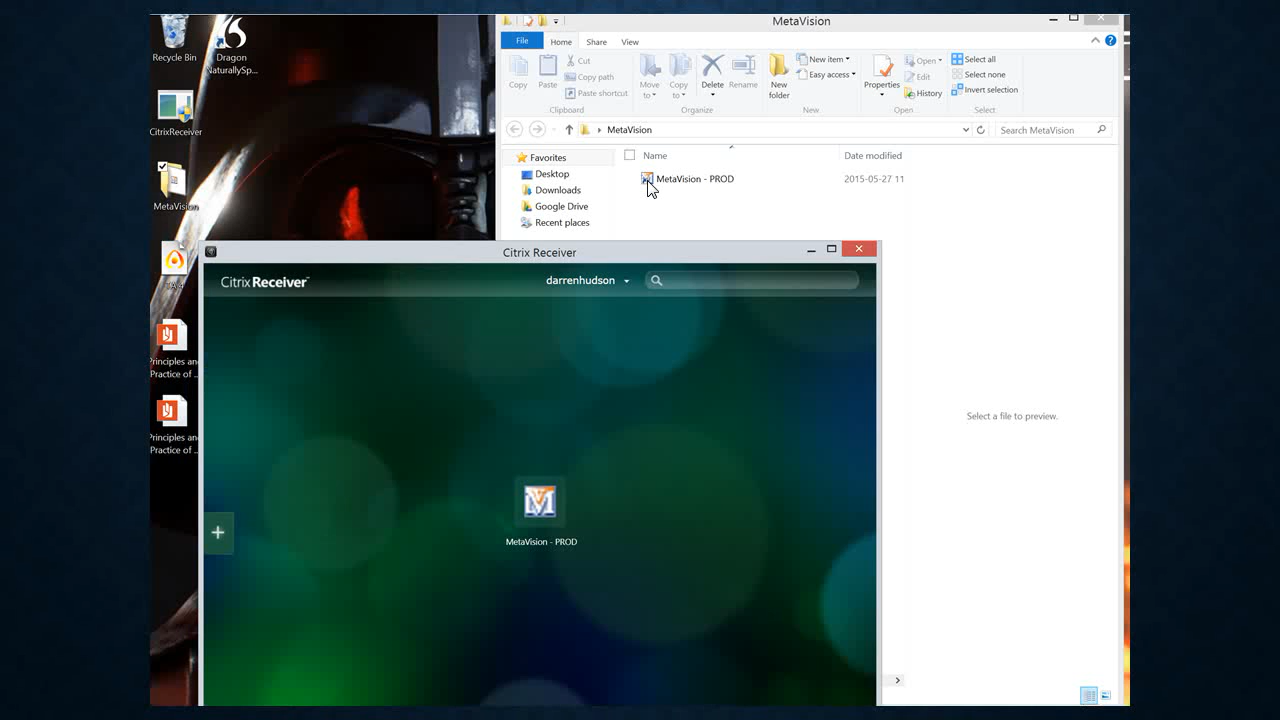 Recycle Bin
Dragon
NaturallySp...
CitrixReceiver
MetaVision
Principles an
Practice of ...
Principles an
Practice of ...
MetaVision
File
Home
Share
View
Copy
Paste
Cut
Copy path
Paste shortcut
Clipboard
Move
to
Copy
to
Delete
Rename
Organize
New
folder
New item
Easy access
New
Properties
Open
Edit
History
Open
Select all
Select none
Invert selection
Select
MetaVision
Search MetaVision
Favorites
Desktop
Downloads
Google Drive
Recent places
Name
Date modified
MetaVision - PROD
2015-05-27 11
Select a file to preview.
Citrix Receiver
Citrix Receiver™
darrenhudson
MetaVision - PROD